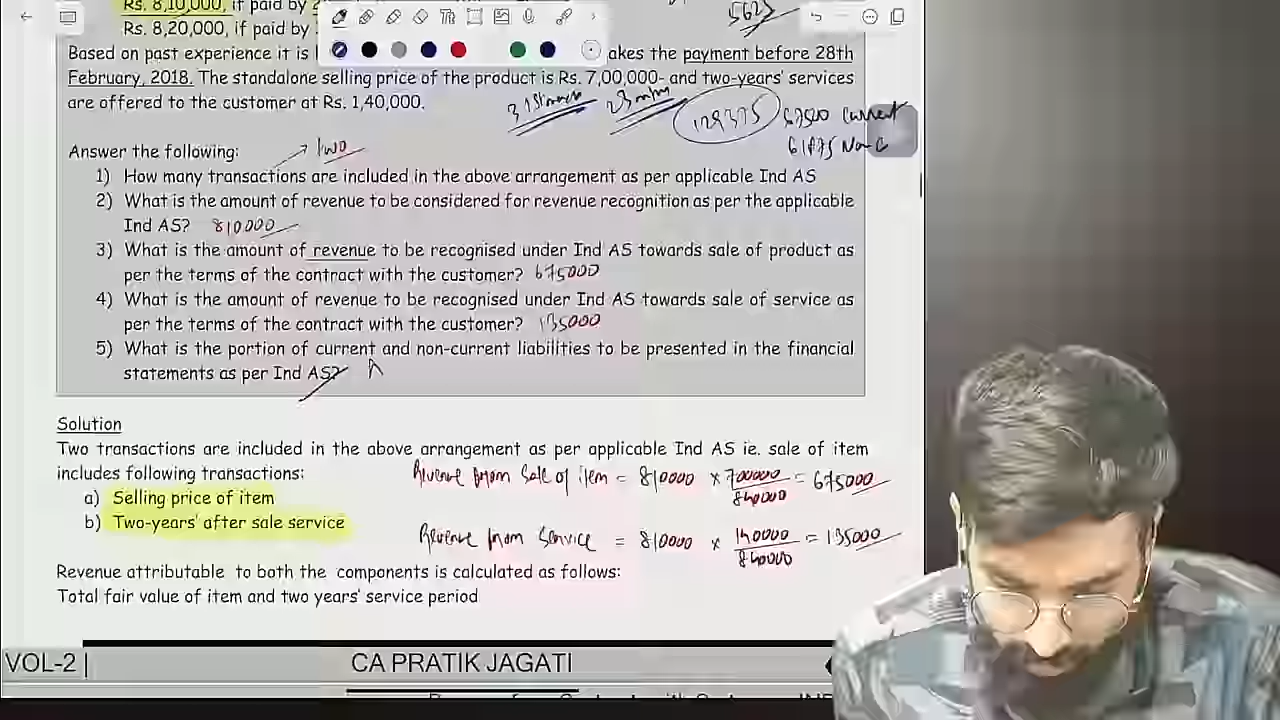 Rs. 8,10,000, if paid by 2
Rs. 8,20,000, if paid by
5625
Based on past experience it is akes the payment before 28th
February, 2018. The standalone selling price of the product is Rs. 7,00,000- and two-years' services
are offered to the customer at Rs. 1,40,000.
23 mths
129375 67500 Current
61875 Non C
Two
Answer the following:
1) How many transactions are included in the above arrangement as per applicable Ind AS
2) What is the amount of revenue to be considered for revenue recognition as per the applicable
Ind AS? 810000
3) What is the amount of revenue to be recognised under Ind AS towards sale of product as
per the terms of the contract with the customer? 675000
4) What is the amount of revenue to be recognised under Ind AS towards sale of service as
per the terms of the contract with the customer? 135000
5) What is the portion of current and non-current liabilities to be presented in the financial
statements as per Ind AS?
Solution
Two transactions are included in the above arrangement as per applicable Ind AS ie. sale of item
includes following transactions:
Revenue from Sale of item = 810000 × 700000/840000 = 675000
a) Selling price of item
b) Two-years' after sale service
Revenue from Service = 810000 × 140000/840000 = 135000
Revenue attributable to both the components is calculated as follows:
Total fair value of item and two years' service period
VOL-2 | CA PRATIK JAGATI